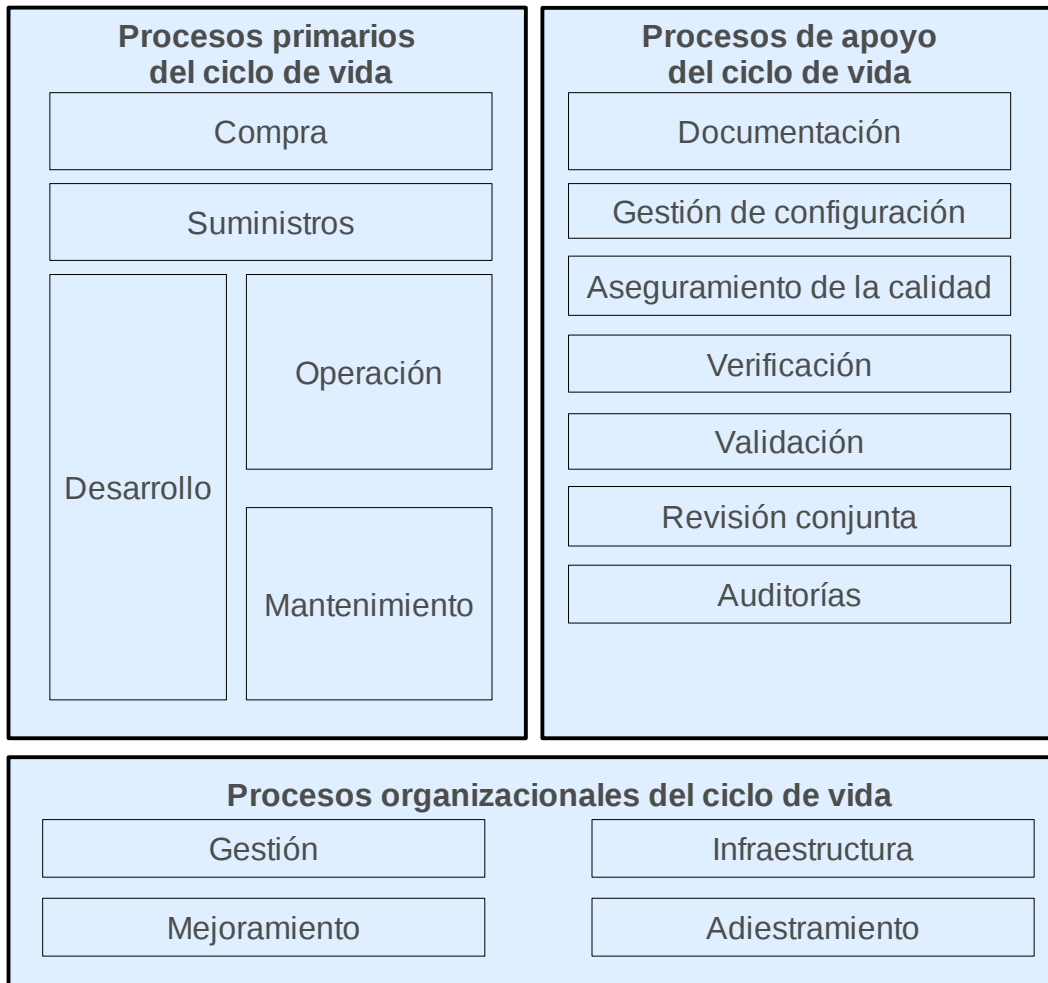 Procesos primarios
del ciclo de vida
Compra
Suministros
Desarrollo
Operación
Mantenimiento
Procesos de apoyo
del ciclo de vida
Documentación
Gestión de configuración
Aseguramiento de la calidad
Verificación
Validación
Revisión conjunta
Auditorías
Procesos organizacionales del ciclo de vida
Gestión
Infraestructura
Mejoramiento
Adiestramiento